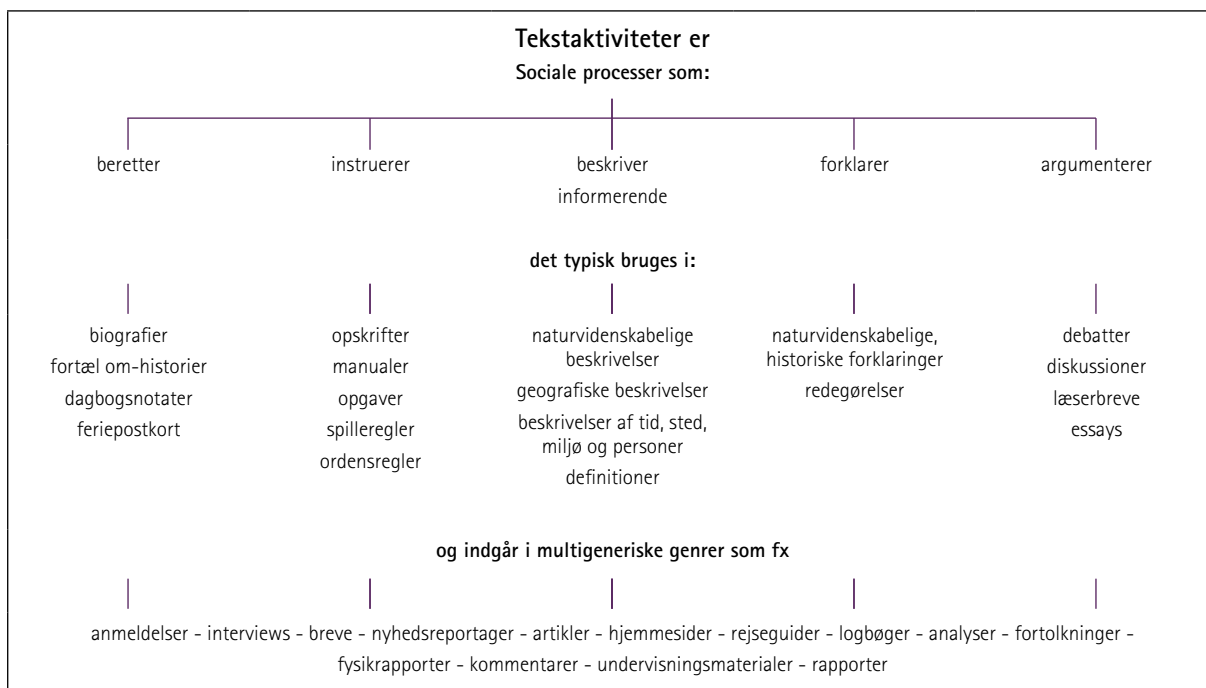 Tekstaktiviteter er
Sociale processer som:
beretter
instruerer
beskriver
informerende
forklarer
argumenterer
det typisk bruges i:
biografier
fortæl om-historier
dagbogsnotater
feriepostkort
opskrifter
manualer
opgaver
spilleregler
ordensregler
naturvidenskabelige
beskrivelser
geografiske beskrivelser
beskrivelser af tid, sted,
miljø og personer
definitioner
naturvidenskabelige,
historiske forklaringer
redegørelser
debatter
diskussioner
læserbreve
essays
og indgår i multigeneriske genrer som fx
anmeldelser - interviews - breve - nyhedsreportager - artikler - hjemmesider - rejseguider - logbøger - analyser - fortolkninger -
fysikrapporter - kommentarer - undervisningsmaterialer - rapporter